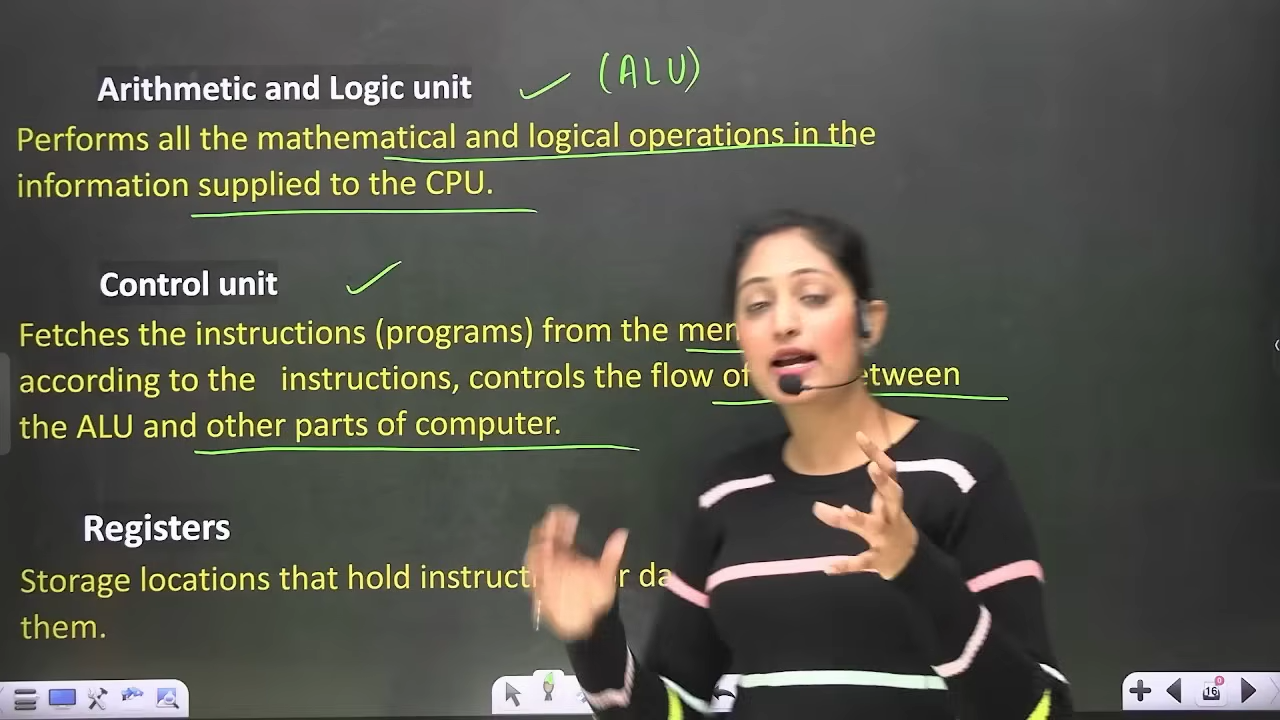 Arithmetic and Logic unit (ALU)
Performs all the mathematical and logical operations in the
information supplied to the CPU.
Control unit
Fetches the instructions (programs) from the
according to the instructions, controls the flow of
the ALU and other parts of computer.
Registers
Storage locations that hold
them.
16